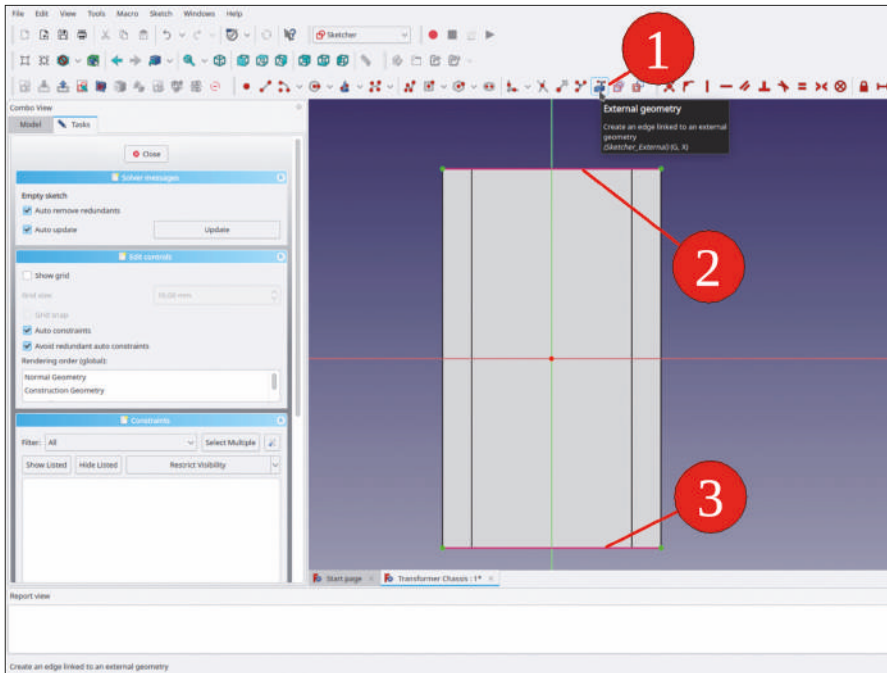 File Edit View Tools Macro Sketch Windows Help
Sketcher
1
Combo View
Model Tasks
External geometry
Create an edge linked to an external
geometry
(Sketcher_External) (G, X)
Close
Solver messages
Empty sketch
Auto remove redundants
Auto update Update
2
Edit controls
Show grid
Grid size: 10,00 mm
Grid snap
Auto constraints
Avoid redundant auto constraints
Rendering order (global):
Normal Geometry
Construction Geometry
Constraints
Filter: All Select Multiple
Show Listed Hide Listed Restrict Visibility
3
Start page Transformer Chassis : 1*
Report view
Create an edge linked to an external geometry